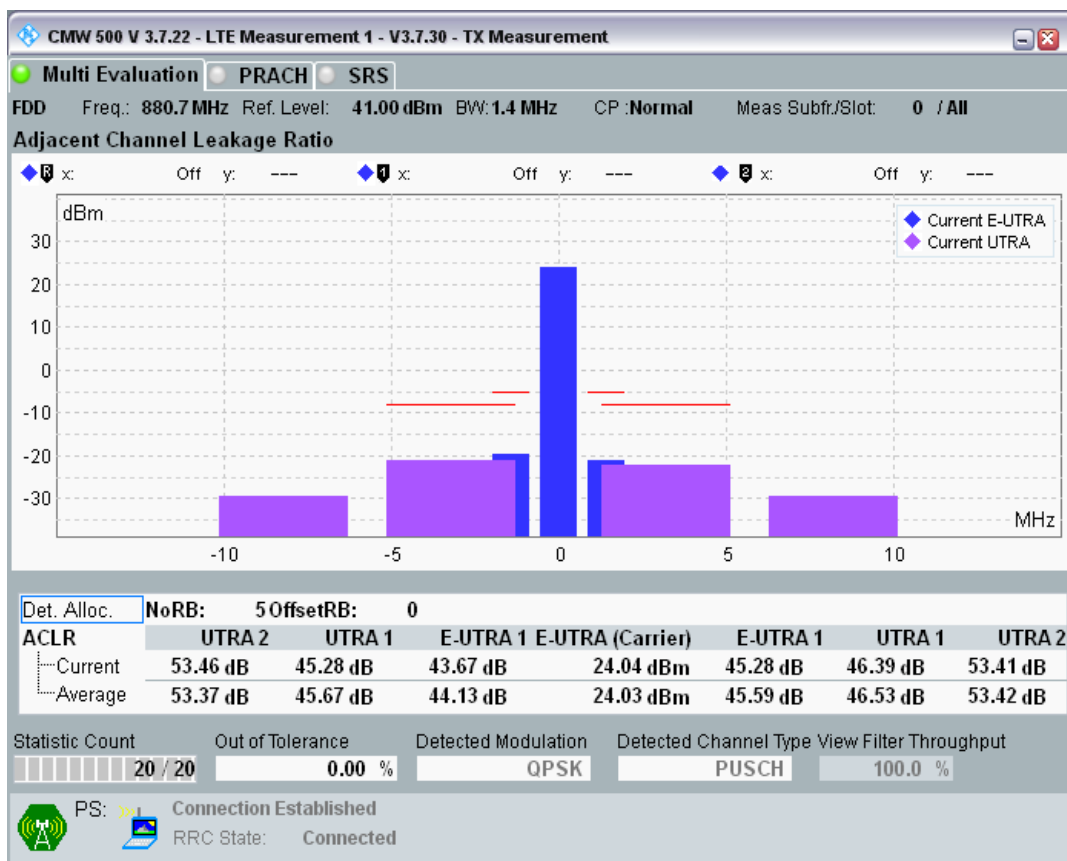 CMW 500 V 3.7.22 - LTE Measurement 1 - V3.7.30 - TX Measurement
Multi Evaluation PRACH SRS
FDD Freq.: 880.7 MHz Ref. Level: 41.00 dBm BW: 1.4 MHz CP :Normal Meas Subfr./Slot: 0 / All
Adjacent Channel Leakage Ratio
R x: Off y: --- 1 x: Off y: --- 2 x: Off y: ---
dBm
Current E-UTRA
Current UTRA
30
20
10
0
-10
-20
-30
MHz
-10 -5 0 5 10
Det. Alloc. NoRB: 5 OffsetRB: 0
ACLR UTRA 2 UTRA 1 E-UTRA 1 E-UTRA (Carrier) E-UTRA 1 UTRA 1 UTRA 2
Current 53.46 dB 45.28 dB 43.67 dB 24.04 dBm 45.28 dB 46.39 dB 53.41 dB
Average 53.37 dB 45.67 dB 44.13 dB 24.03 dBm 45.59 dB 46.53 dB 53.42 dB
Statistic Count Out of Tolerance Detected Modulation Detected Channel Type View Filter Throughput
20 / 20 0.00 % QPSK PUSCH 100.0 %
PS: Connection Established
RRC State: Connected